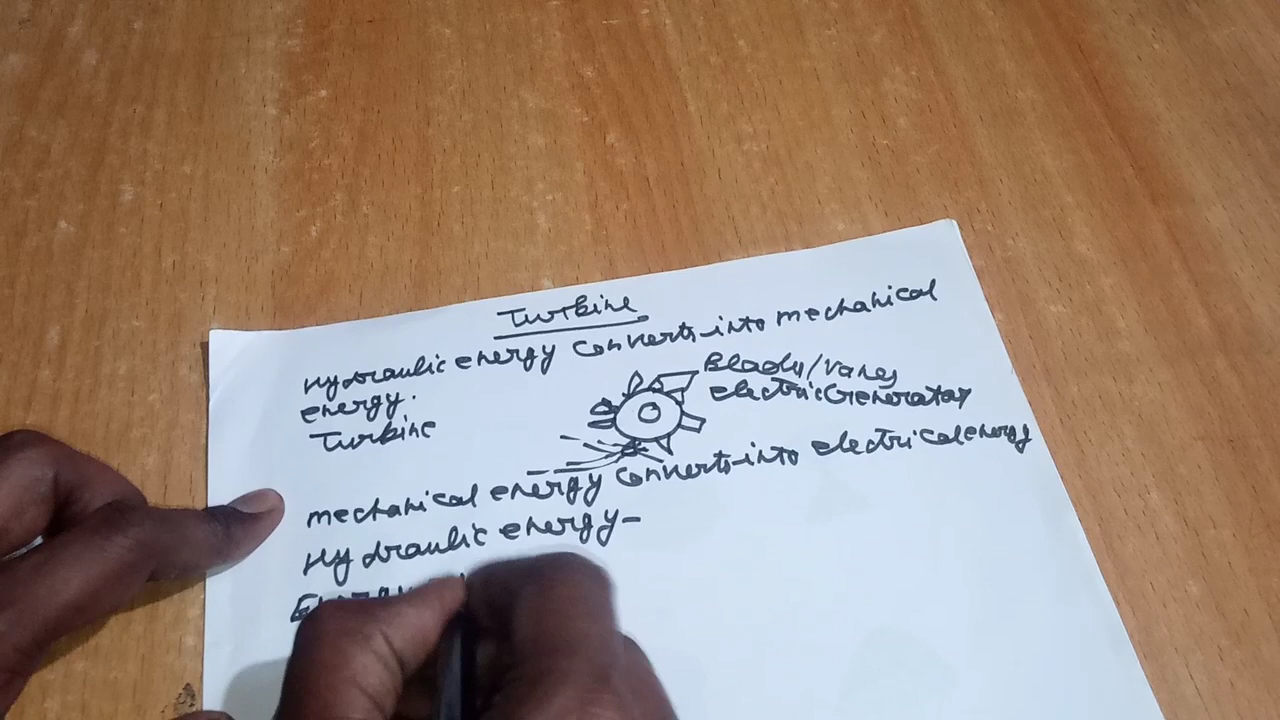 Turbine
Hydraulic energy converts into mechanical
energy.
Blades/Vanes
electric Generator
Turbine
mechanical energy converts into electrical energy
Hydraulic energy-
Energy